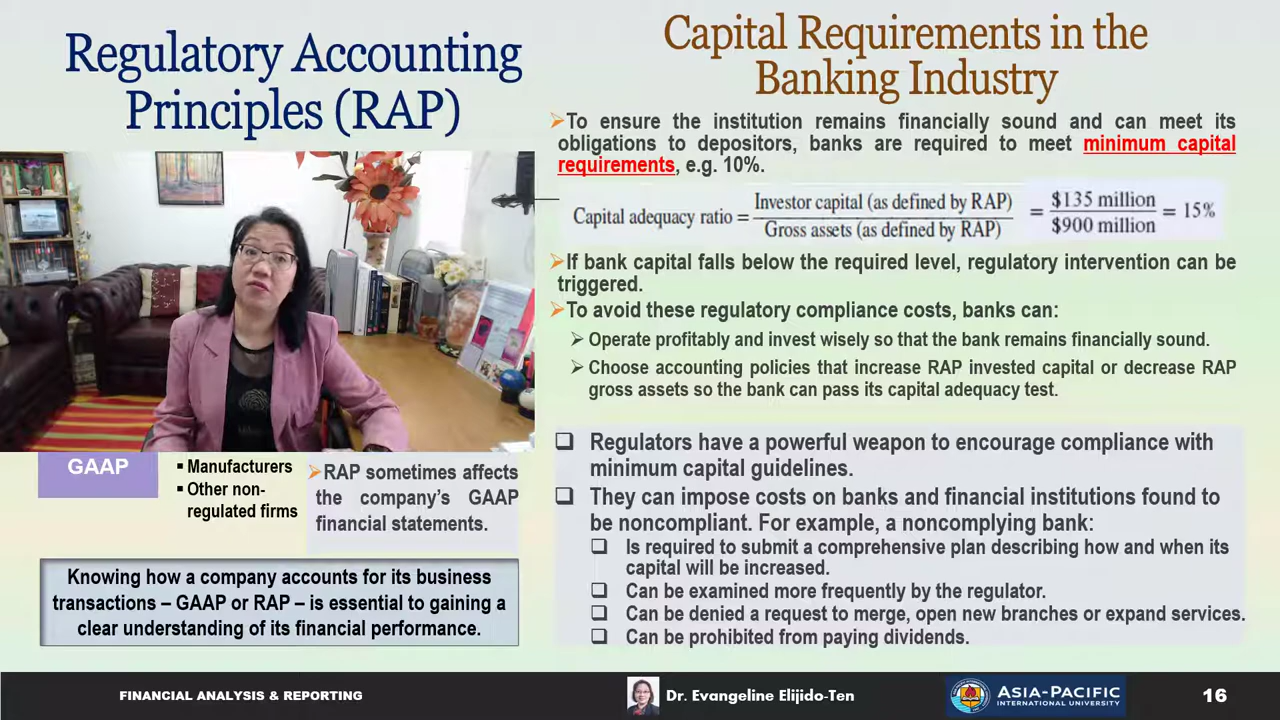 Regulatory Accounting
Principles (RAP)
GAAP
▪ Manufacturers
▪ Other non-
regulated firms
➢RAP sometimes affects
the company's GAAP
financial statements.
Knowing how a company accounts for its business
transactions – GAAP or RAP – is essential to gaining a
clear understanding of its financial performance.
Capital Requirements in the
Banking Industry
➢To ensure the institution remains financially sound and can meet its
obligations to depositors, banks are required to meet minimum capital
requirements, e.g. 10%.
Capital adequacy ratio = Investor capital (as defined by RAP) / Gross assets (as defined by RAP) = $135 million / $900 million = 15%
➢If bank capital falls below the required level, regulatory intervention can be
triggered.
➢To avoid these regulatory compliance costs, banks can:
➢ Operate profitably and invest wisely so that the bank remains financially sound.
➢ Choose accounting policies that increase RAP invested capital or decrease RAP
gross assets so the bank can pass its capital adequacy test.
❑ Regulators have a powerful weapon to encourage compliance with
minimum capital guidelines.
❑ They can impose costs on banks and financial institutions found to
be noncompliant. For example, a noncomplying bank:
❑ Is required to submit a comprehensive plan describing how and when its
capital will be increased.
❑ Can be examined more frequently by the regulator.
❑ Can be denied a request to merge, open new branches or expand services.
❑ Can be prohibited from paying dividends.
FINANCIAL ANALYSIS & REPORTING
Dr. Evangeline Elijido-Ten
ASIA-PACIFIC
INTERNATIONAL UNIVERSITY
16